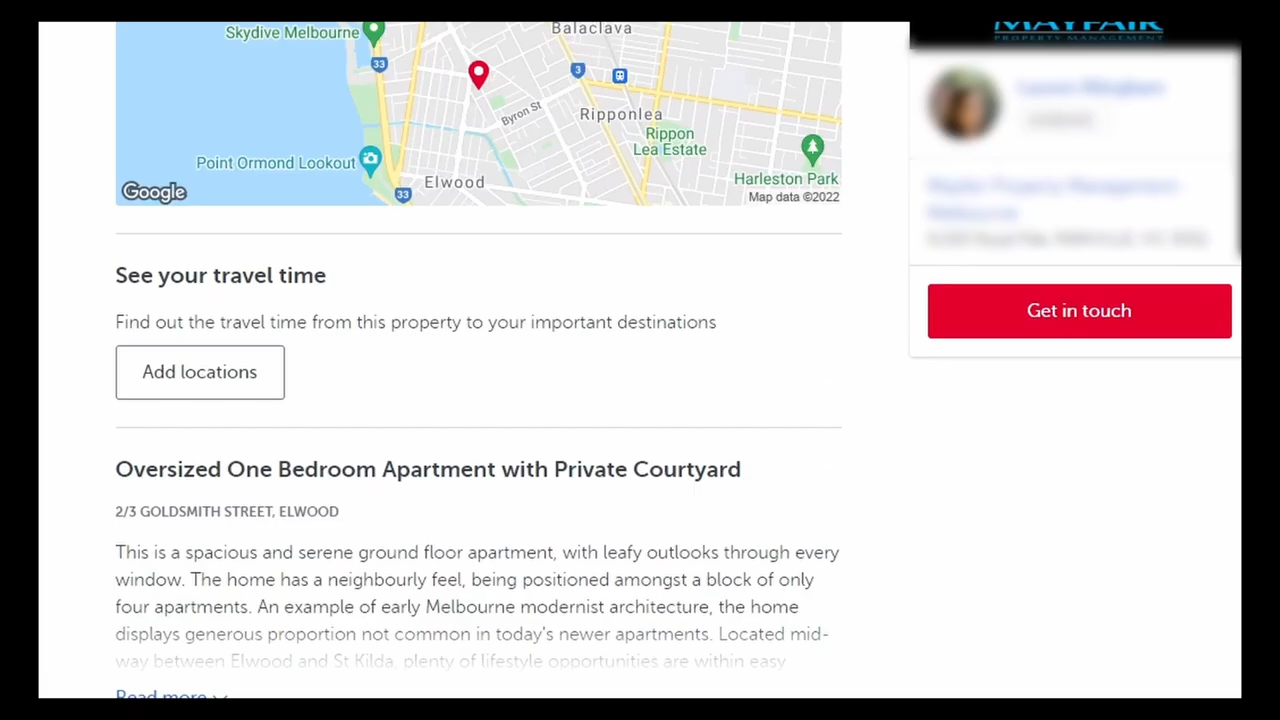 MAYFAIR
PROPERTY MANAGEMENT
Skydive Melbourne
Balaclava
33
3
Byron St
Ripponlea
Rippon
Lea Estate
Point Ormond Lookout
Elwood
33
Harleston Park
Google
Map data ©2022
See your travel time
Find out the travel time from this property to your important destinations
Add locations
Get in touch
Oversized One Bedroom Apartment with Private Courtyard
2/3 GOLDSMITH STREET, ELWOOD
This is a spacious and serene ground floor apartment, with leafy outlooks through every
window. The home has a neighbourly feel, being positioned amongst a block of only
four apartments. An example of early Melbourne modernist architecture, the home
displays generous proportion not common in today's newer apartments. Located mid-
way between Elwood and St Kilda, plenty of lifestyle opportunities are within easy
Read more